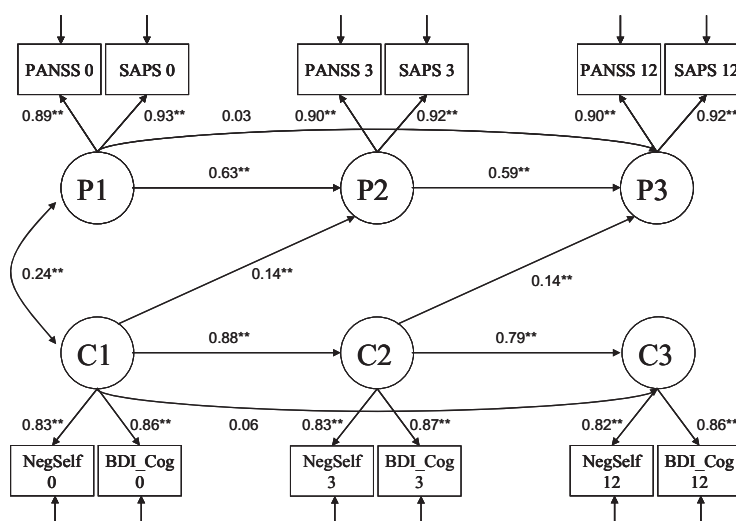 PANSS 0 SAPS 0 PANSS 3 SAPS 3 PANSS 12 SAPS 12
0.89** 0.93** 0.03 0.90** 0.92** 0.90** 0.92**
P1 0.63** P2 0.59** P3
0.24** 0.14** 0.14**
C1 0.88** C2 0.79** C3
0.83** 0.86** 0.06 0.83** 0.87** 0.82** 0.86**
NegSelf BDI_Cog NegSelf BDI_Cog NegSelf BDI_Cog
0 0 3 3 12 12